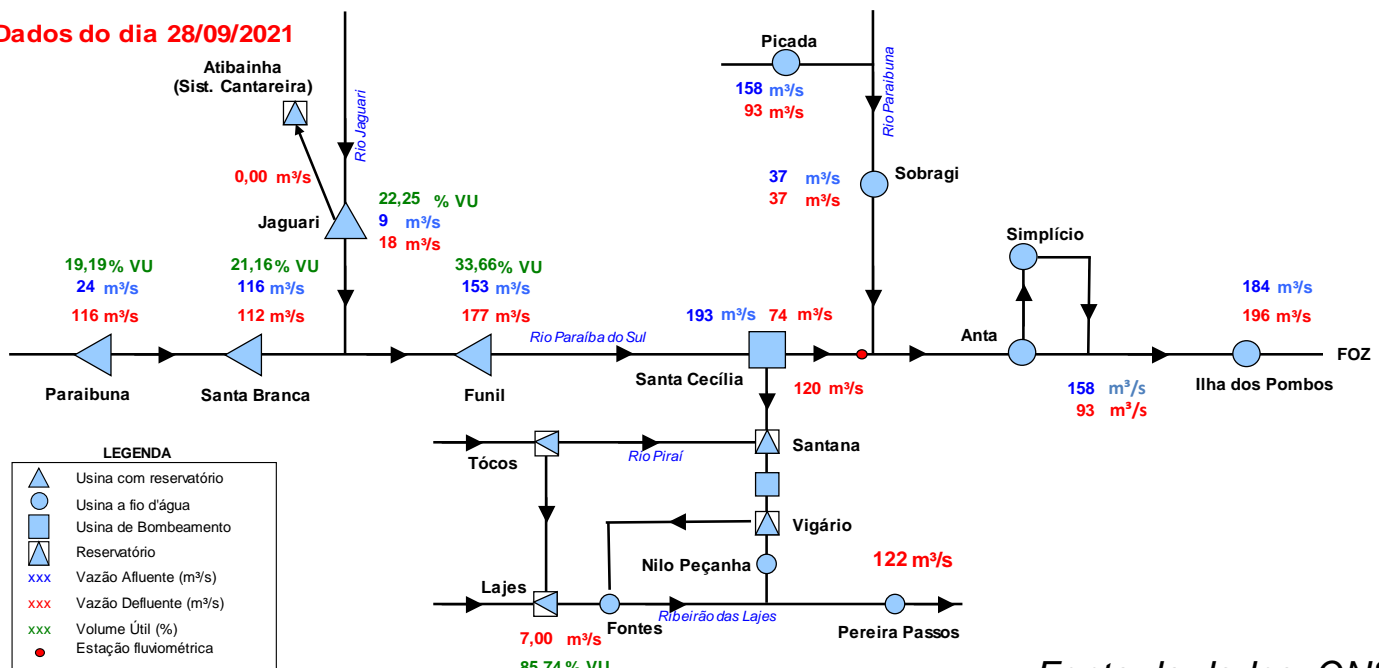 Dados do dia 28/09/2021
Atibainha
(Sist. Cantareira)
Rio Jaguari
0,00 m³/s
Jaguari
22,25 % VU
9 m³/s
18 m³/s
Picada
158 m³/s
93 m³/s
Rio Paraibuna
37 m³/s
37 m³/s
Sobragi
Simplício
19,19 % VU
24 m³/s
116 m³/s
Paraibuna
21,16 % VU
116 m³/s
112 m³/s
Santa Branca
33,66 % VU
153 m³/s
177 m³/s
Funil
Rio Paraíba do Sul
193 m³/s 74 m³/s
Santa Cecília
120 m³/s
Anta
158 m³/s
93 m³/s
184 m³/s
196 m³/s
Ilha dos Pombos
FOZ
Tócos
Rio Piraí
Santana
Vigário
Nilo Peçanha
122 m³/s
Lajes
7,00 m³/s
85,74 % VU
Fontes
Ribeirão das Lajes
Pereira Passos
LEGENDA
Usina com reservatório
Usina a fio d'água
Usina de Bombeamento
Reservatório
xxx Vazão Afluente (m³/s)
xxx Vazão Defluente (m³/s)
xxx Volume Útil (%)
Estação fluviométrica